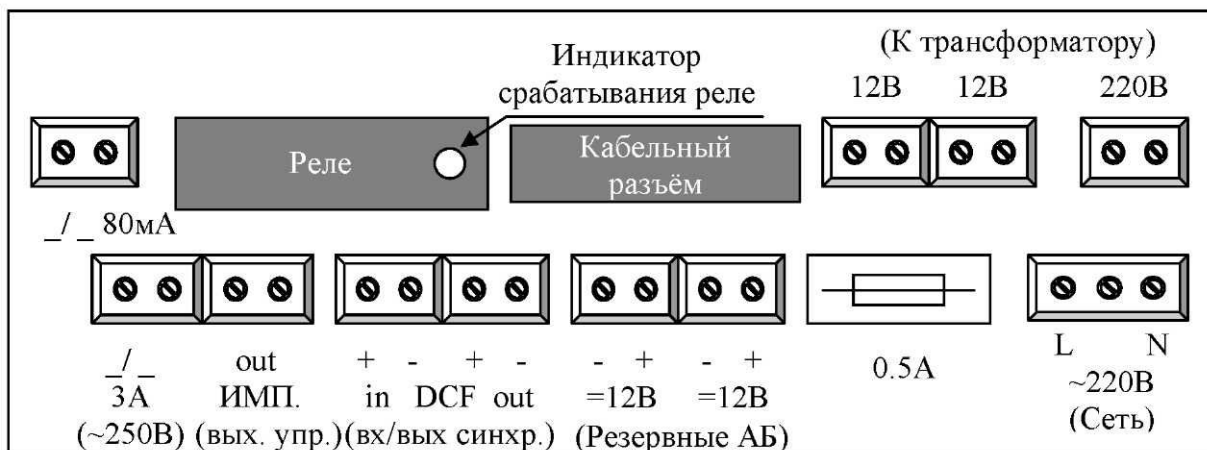 (К трансформатору)
Индикатор
срабатывания реле
12В 12В 220В
Реле
Кабельный
разъём
_/_ 80мА
_/_ out + - + - - + - + 0.5А L N
3А ИМП. in DCF out =12В =12В ~220В
(~250В) (вых. упр.) (вх/вых синхр.) (Резервные АБ) (Сеть)